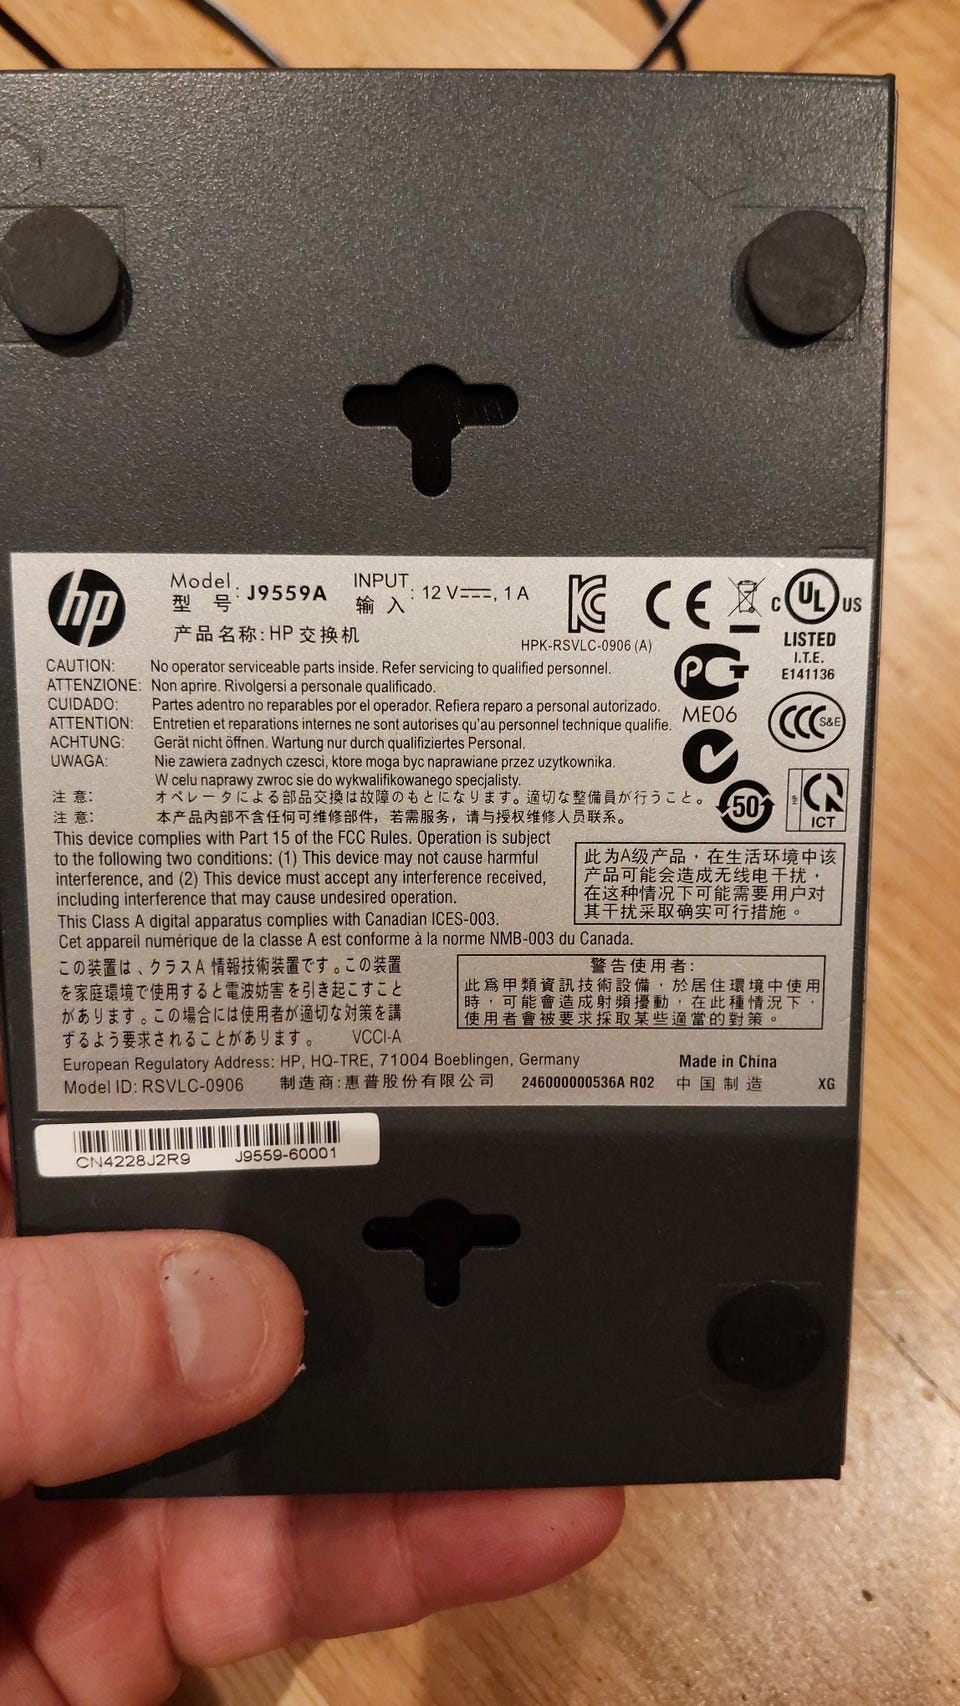 hp
Model : J9559A
型 号
INPUT : 12 V⎓, 1 A
输 入
产品名称: HP 交换机
HPK-RSVLC-0906 (A)
C UL US
LISTED
I.T.E.
E141136
CAUTION: No operator serviceable parts inside. Refer servicing to qualified personnel.
ATTENZIONE: Non aprire. Rivolgersi a personale qualificado.
CUIDADO: Partes adentro no reparables por el operador. Refiera reparo a personal autorizado.
ATTENTION: Entretien et reparations internes ne sont autorises qu'au personnel technique qualifie.
ACHTUNG: Gerät nicht öffnen. Wartung nur durch qualifiziertes Personal.
UWAGA: Nie zawiera zadnych czesci, ktore moga byc naprawiane przez uzytkownika.
W celu naprawy zwroc sie do wykwalifikowanego specjalisty.
注 意: オペレータによる部品交換は故障のもとになります。適切な整備員が行うこと。
注 意: 本产品内部不含任何可维修部件，若需服务，请与授权维修人员联系。
ME06
CCC S&E
50
ICT
This device complies with Part 15 of the FCC Rules. Operation is subject
to the following two conditions: (1) This device may not cause harmful
interference, and (2) This device must accept any interference received,
including interference that may cause undesired operation.
This Class A digital apparatus complies with Canadian ICES-003.
Cet appareil numérique de la classe A est conforme à la norme NMB-003 du Canada.
此为A级产品，在生活环境中该
产品可能会造成无线电干扰，
在这种情况下可能需要用户对
其干扰采取确实可行措施。
この装置は、クラスA 情報技術装置です。この装置
を家庭環境で使用すると電波妨害を引き起こすこと
があります。この場合には使用者が適切な対策を講
ずるよう要求されることがあります。 VCCI-A
警告使用者:
此為甲類資訊技術設備，於居住環境中使用
時，可能會造成射頻擾動，在此種情況下，
使用者會被要求採取某些適當的對策。
European Regulatory Address: HP, HQ-TRE, 71004 Boeblingen, Germany
Made in China
Model ID: RSVLC-0906 制造商:惠普股份有限公司 246000000536A R02 中国制造 XG
CN4228J2R9 J9559-60001